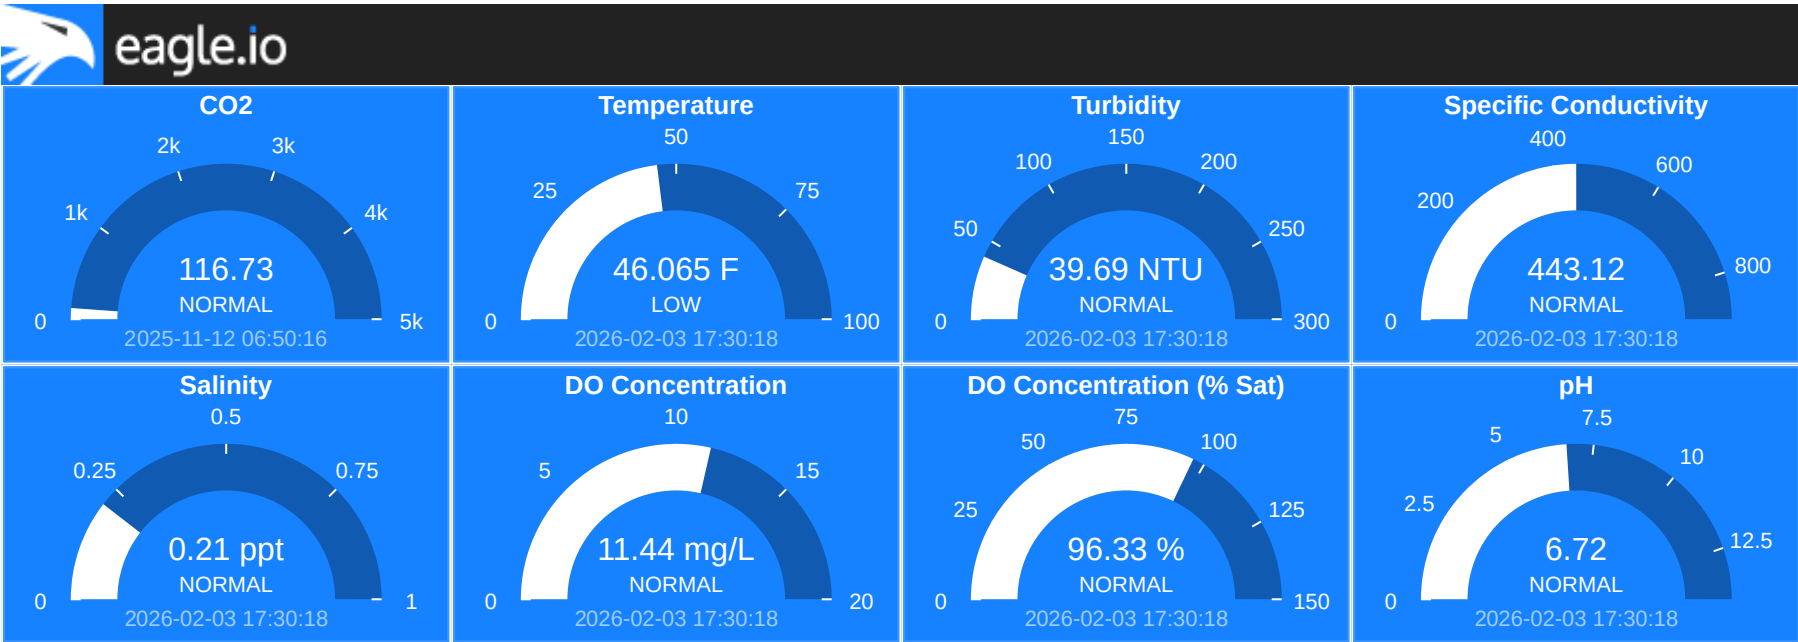 eagle.io
CO2
0
1k
2k
3k
4k
5k
116.73
NORMAL
2025-11-12 06:50:16
Temperature
0
25
50
75
100
46.065 F
LOW
2026-02-03 17:30:18
Turbidity
0
50
100
150
200
250
300
39.69 NTU
NORMAL
2026-02-03 17:30:18
Specific Conductivity
0
200
400
600
800
443.12
NORMAL
2026-02-03 17:30:18
Salinity
0
0.25
0.5
0.75
1
0.21 ppt
NORMAL
2026-02-03 17:30:18
DO Concentration
0
5
10
15
20
11.44 mg/L
NORMAL
2026-02-03 17:30:18
DO Concentration (% Sat)
0
25
50
75
100
125
150
96.33 %
NORMAL
2026-02-03 17:30:18
pH
0
2.5
5
7.5
10
12.5
6.72
NORMAL
2026-02-03 17:30:18